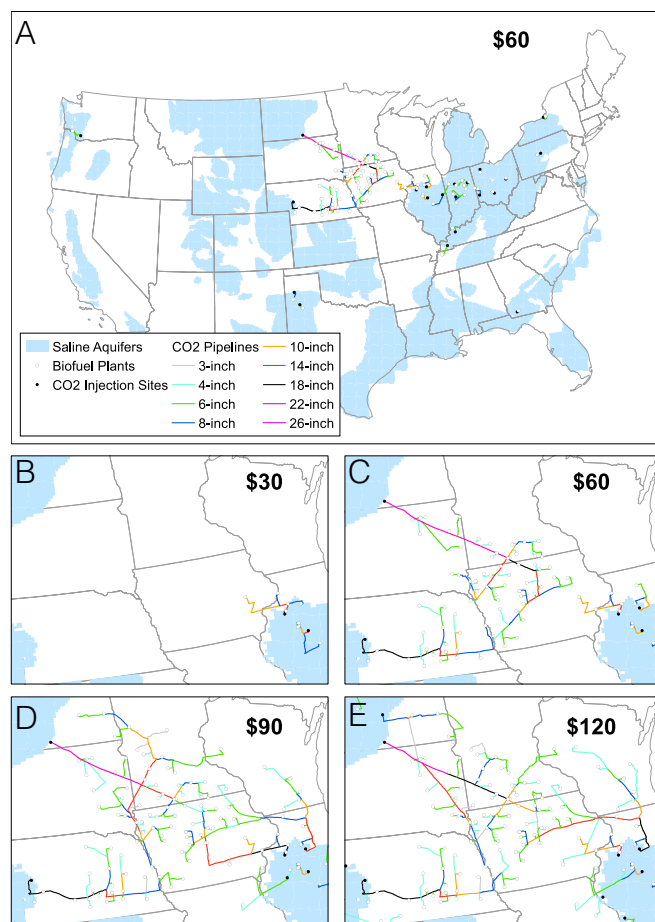 A
$60
Saline Aquifers
Biofuel Plants
CO2 Injection Sites
CO2 Pipelines
3-inch
4-inch
6-inch
8-inch
10-inch
14-inch
18-inch
22-inch
26-inch
B
$30
C
$60
D
$90
E
$120